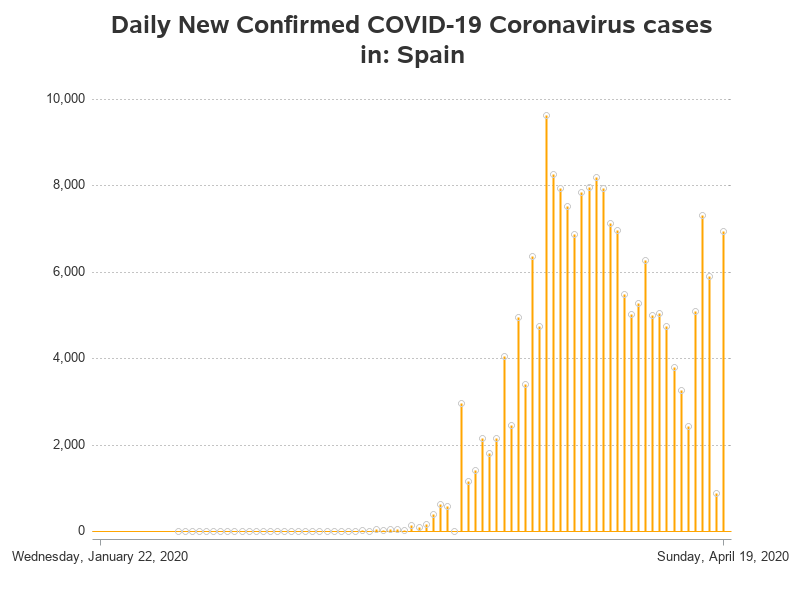 Daily New Confirmed COVID-19 Coronavirus cases
in: Spain
10,000
8,000
6,000
4,000
2,000
0
Wednesday, January 22, 2020
Sunday, April 19, 2020